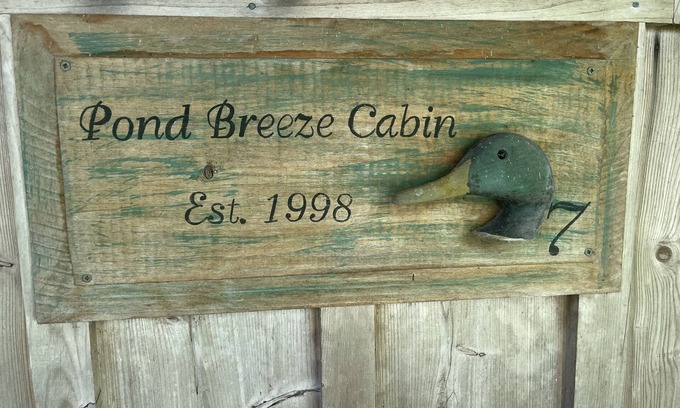 Pond Breeze Cabin
Est. 1998
7